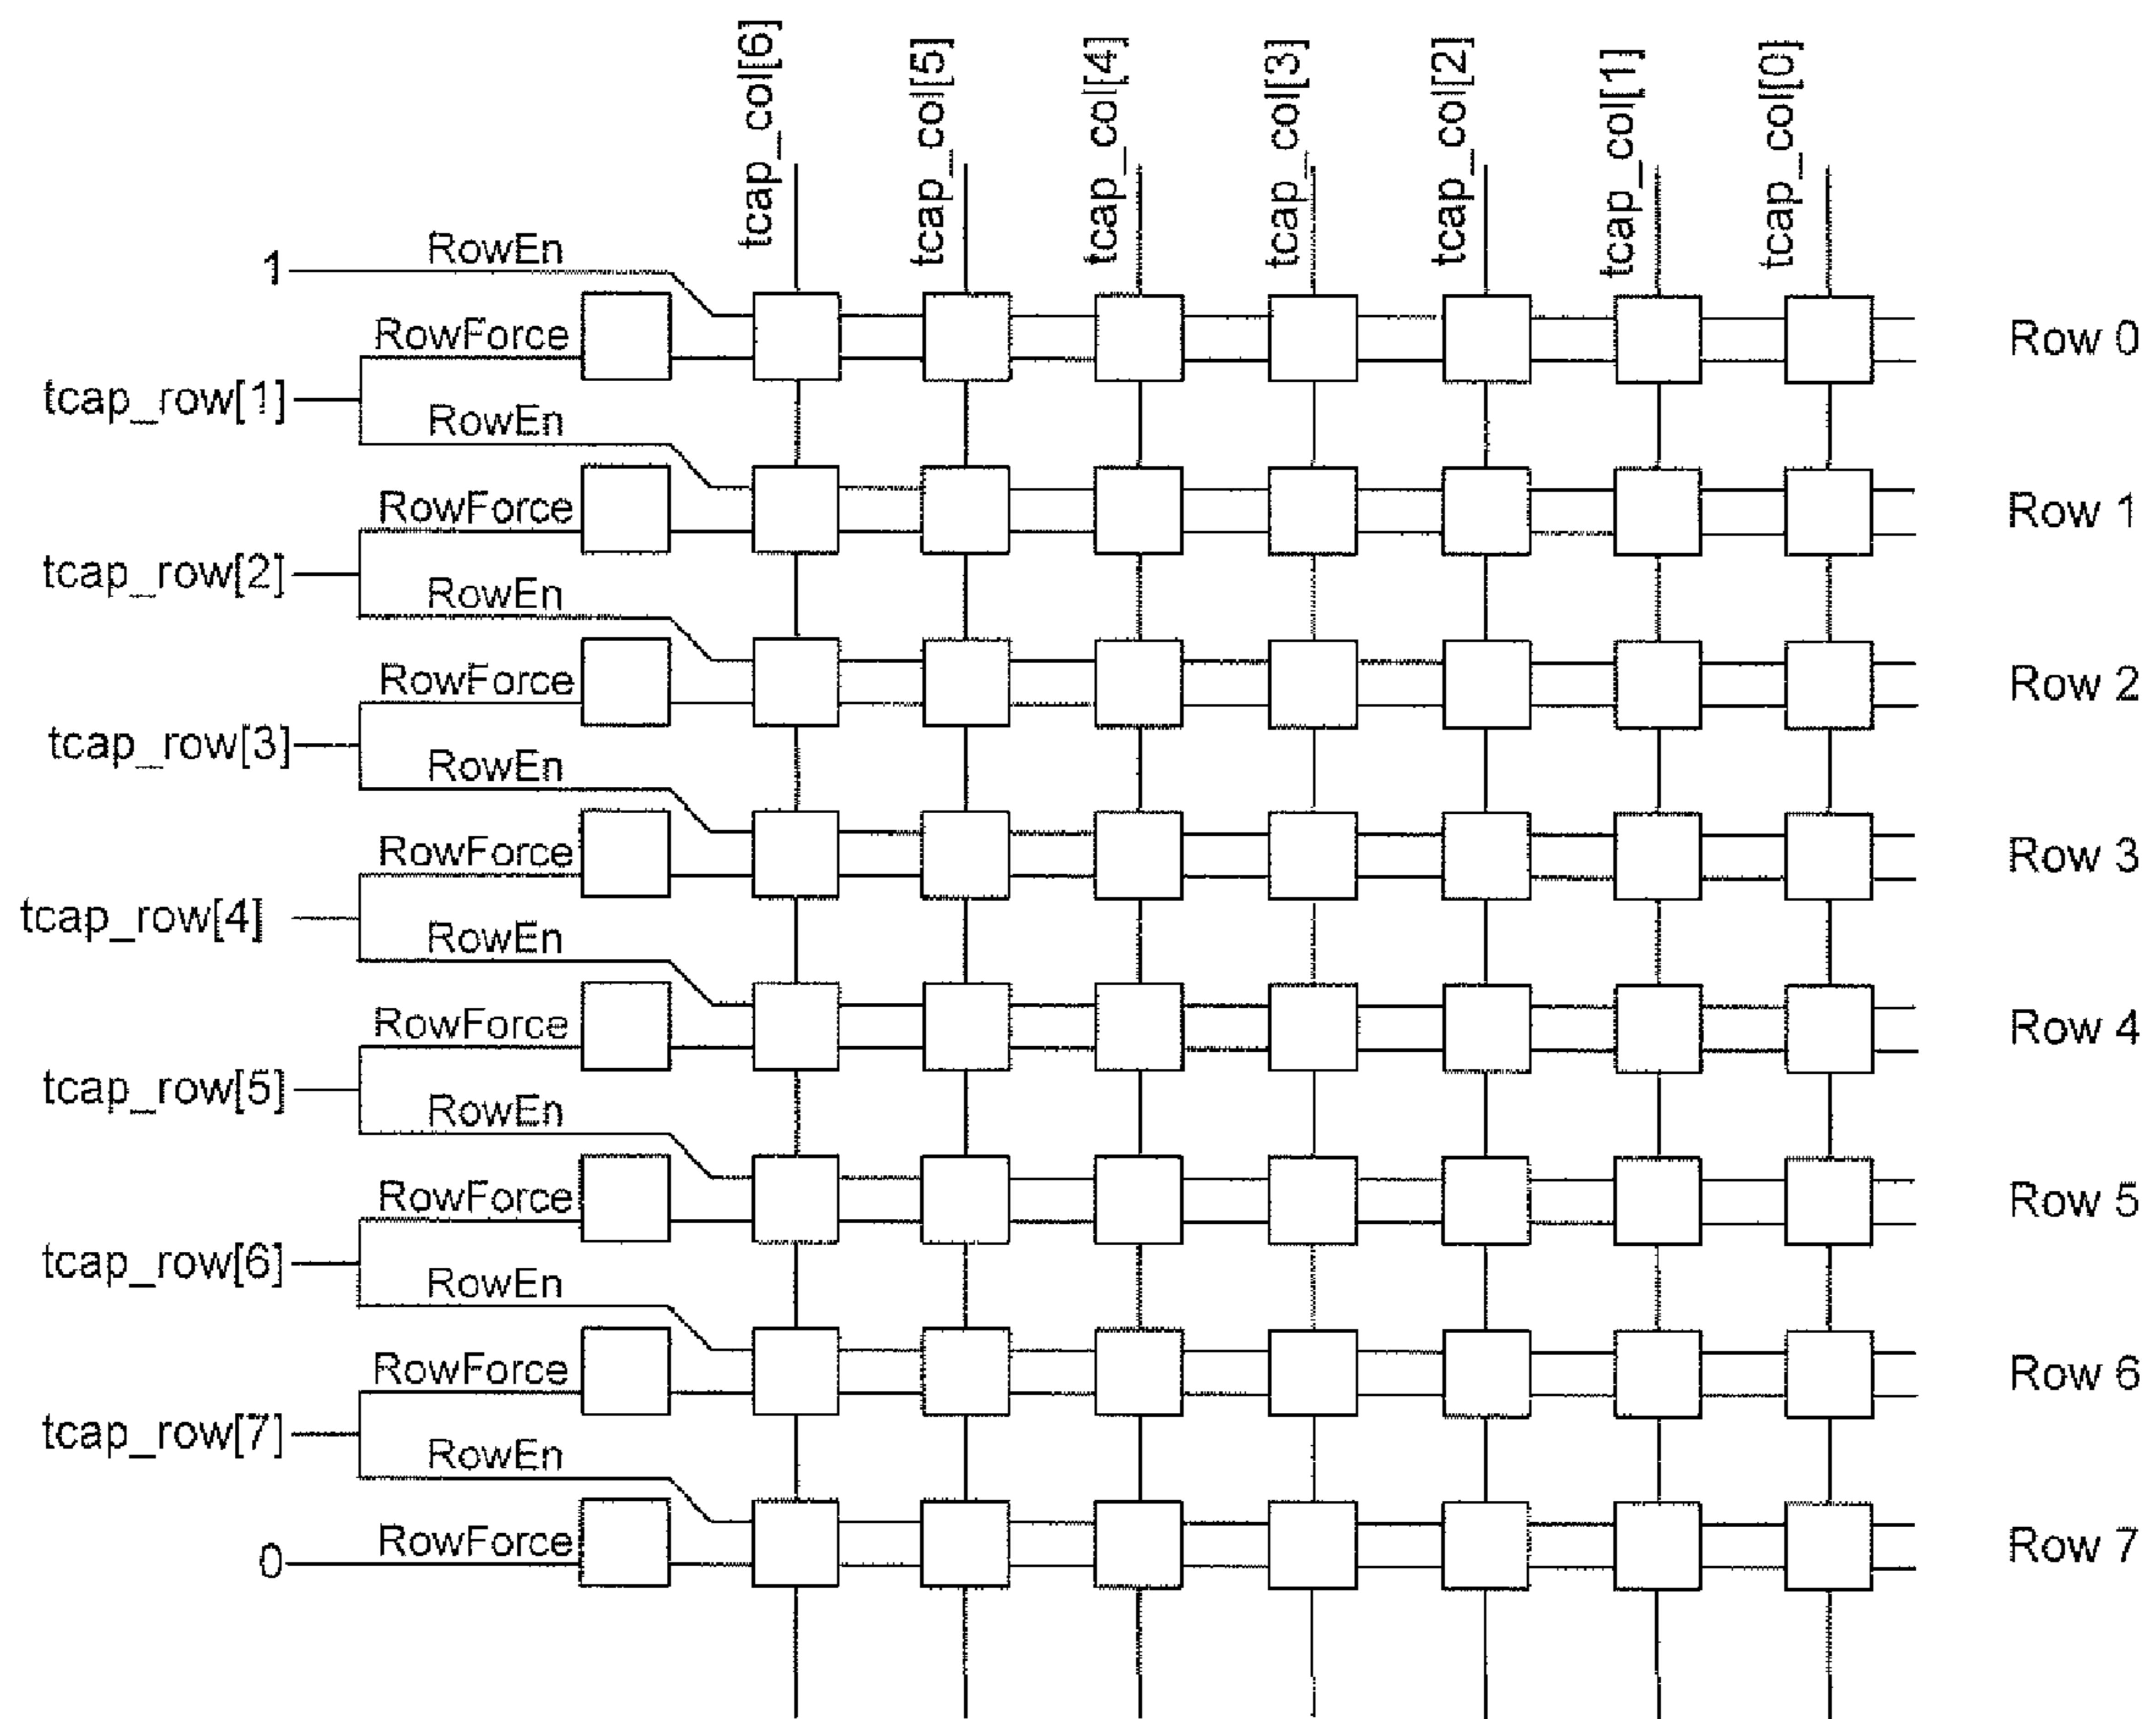 tcap_col[6]
tcap_col[5]
tcap_col[4]
tcap_col[3]
tcap_col[2]
tcap_col[1]
tcap_col[0]
1
RowEn
RowForce
Row 0
tcap_row[1]
RowEn
RowForce
Row 1
tcap_row[2]
RowEn
RowForce
Row 2
tcap_row[3]
RowEn
RowForce
Row 3
tcap_row[4]
RowEn
RowForce
Row 4
tcap_row[5]
RowEn
RowForce
Row 5
tcap_row[6]
RowEn
RowForce
Row 6
tcap_row[7]
RowEn
RowForce
0
Row 7